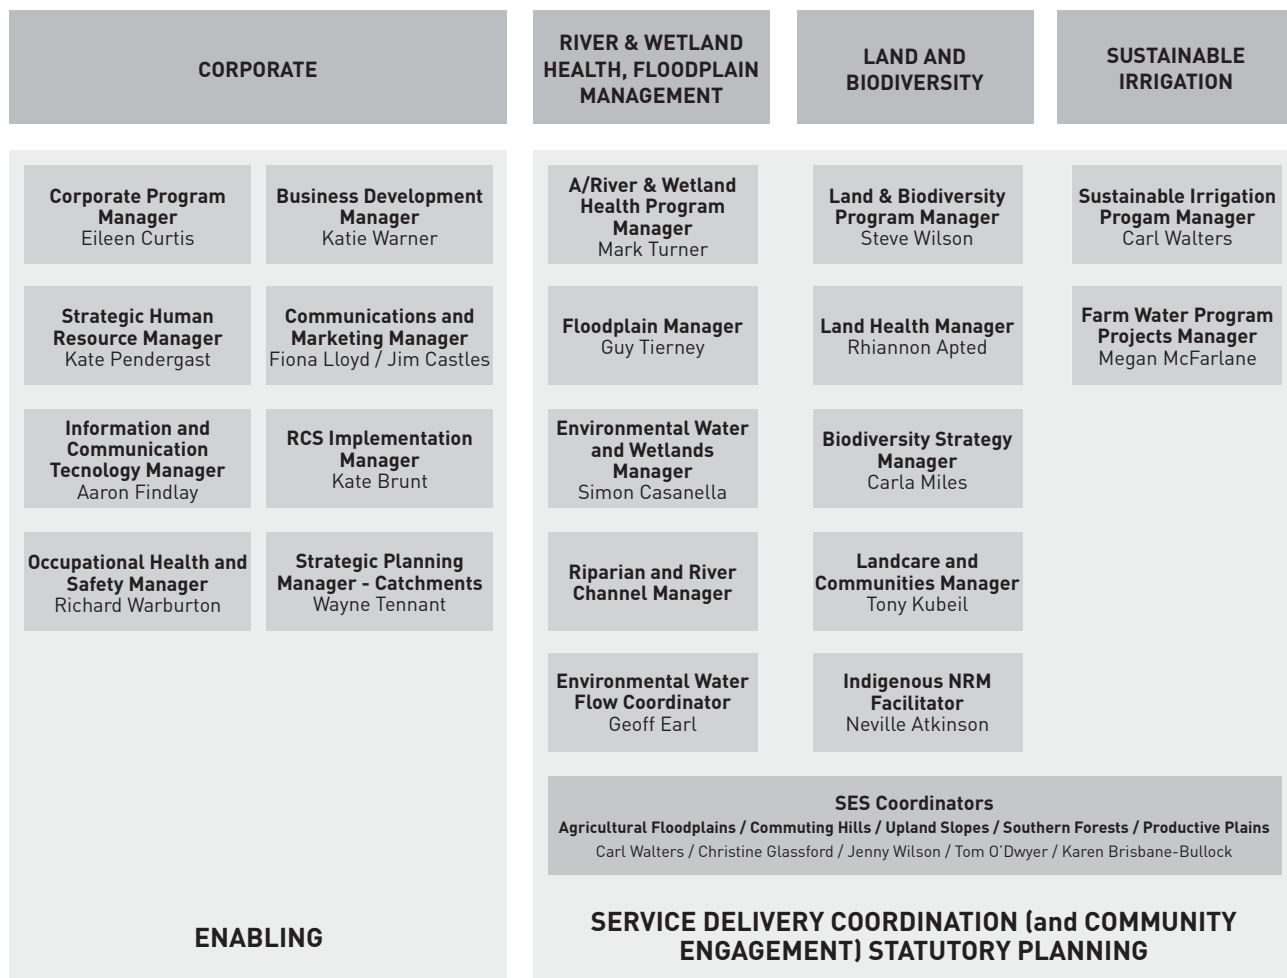 CORPORATE
RIVER & WETLAND
HEALTH, FLOODPLAIN
MANAGEMENT
LAND AND
BIODIVERSITY
SUSTAINABLE
IRRIGATION
Corporate Program
Manager
Eileen Curtis
Business Development
Manager
Katie Warner
Strategic Human
Resource Manager
Kate Pendergast
Communications and
Marketing Manager
Fiona Lloyd / Jim Castles
Information and
Communication
Tecnology Manager
Aaron Findlay
RCS Implementation
Manager
Kate Brunt
Occupational Health and
Safety Manager
Richard Warburton
Strategic Planning
Manager - Catchments
Wayne Tennant
ENABLING
A/River & Wetland
Health Program
Manager
Mark Turner
Floodplain Manager
Guy Tierney
Environmental Water
and Wetlands
Manager
Simon Casanella
Riparian and River
Channel Manager
Environmental Water
Flow Coordinator
Geoff Earl
Land & Biodiversity
Program Manager
Steve Wilson
Land Health Manager
Rhiannon Apted
Biodiversity Strategy
Manager
Carla Miles
Landcare and
Communities Manager
Tony Kubeil
Indigenous NRM
Facilitator
Neville Atkinson
Sustainable Irrigation
Progam Manager
Carl Walters
Farm Water Program
Projects Manager
Megan McFarlane
SES Coordinators
Agricultural Floodplains / Commuting Hills / Upland Slopes / Southern Forests / Productive Plains
Carl Walters / Christine Glassford / Jenny Wilson / Tom O'Dwyer / Karen Brisbane-Bullock
SERVICE DELIVERY COORDINATION (and COMMUNITY
ENGAGEMENT) STATUTORY PLANNING